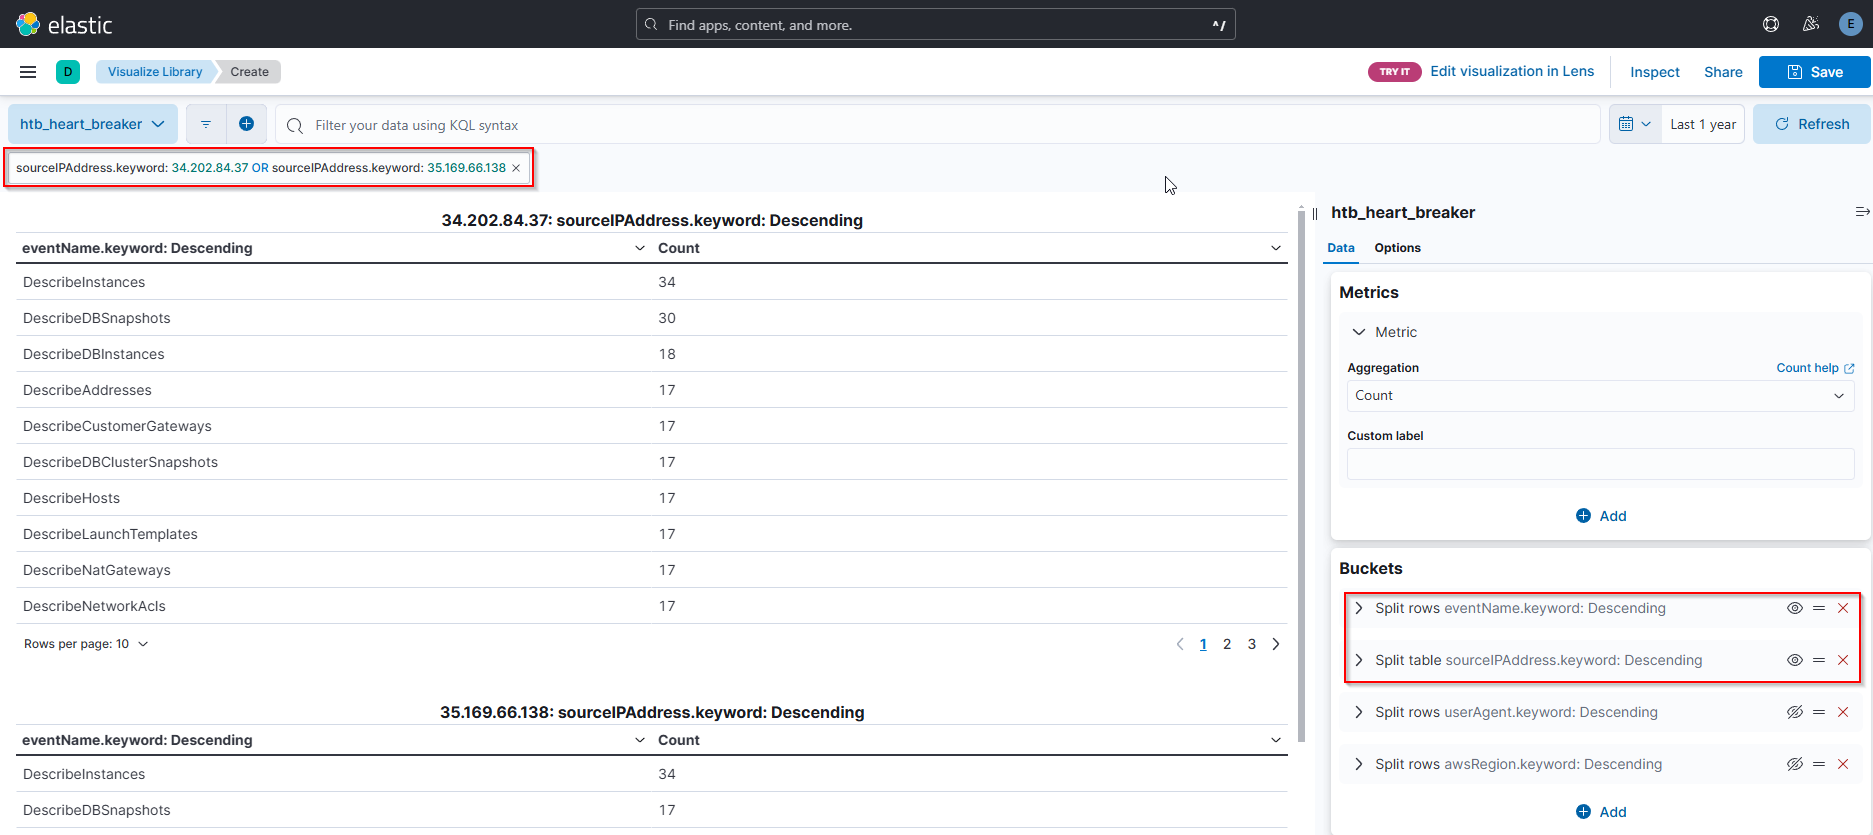 elastic
Find apps, content, and more.
^/
E
D
Visualize Library
Create
TRY IT
Edit visualization in Lens
Inspect
Share
Save
htb_heart_breaker
Filter your data using KQL syntax
Last 1 year
Refresh
sourceIPAddress.keyword: 34.202.84.37 OR sourceIPAddress.keyword: 35.169.66.138
34.202.84.37: sourceIPAddress.keyword: Descending
eventName.keyword: Descending Count
DescribeInstances 34
DescribeDBSnapshots 30
DescribeDBInstances 18
DescribeAddresses 17
DescribeCustomerGateways 17
DescribeDBClusterSnapshots 17
DescribeHosts 17
DescribeLaunchTemplates 17
DescribeNatGateways 17
DescribeNetworkAcls 17
Rows per page: 10
1 2 3
35.169.66.138: sourceIPAddress.keyword: Descending
eventName.keyword: Descending Count
DescribeInstances 34
DescribeDBSnapshots 17
htb_heart_breaker
Data Options
Metrics
Metric
Aggregation Count help
Count
Custom label
Add
Buckets
Split rows eventName.keyword: Descending
Split table sourceIPAddress.keyword: Descending
Split rows userAgent.keyword: Descending
Split rows awsRegion.keyword: Descending
Add